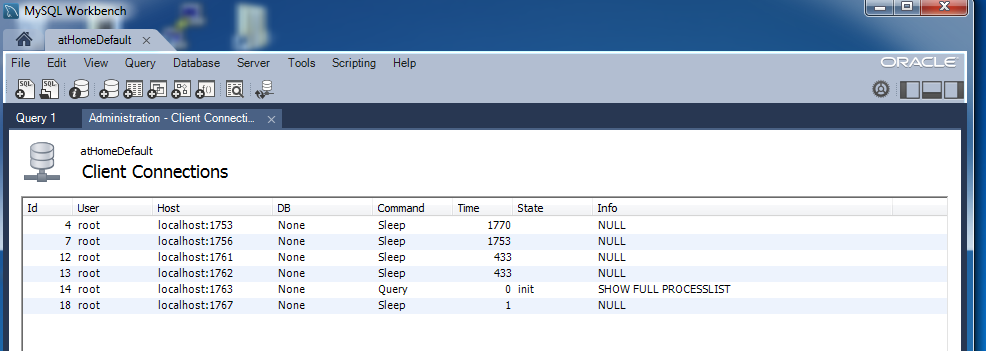 MySQL Workbench
atHomeDefault
File Edit View Query Database Server Tools Scripting Help ORACLE
SQL SQL
Query 1 Administration - Client Connecti...
atHomeDefault
Client Connections
Id User Host DB Command Time State Info
4 root localhost:1753 None Sleep 1770 NULL
7 root localhost:1756 None Sleep 1753 NULL
12 root localhost:1761 None Sleep 433 NULL
13 root localhost:1762 None Sleep 433 NULL
14 root localhost:1763 None Query 0 init SHOW FULL PROCESSLIST
18 root localhost:1767 None Sleep 1 NULL